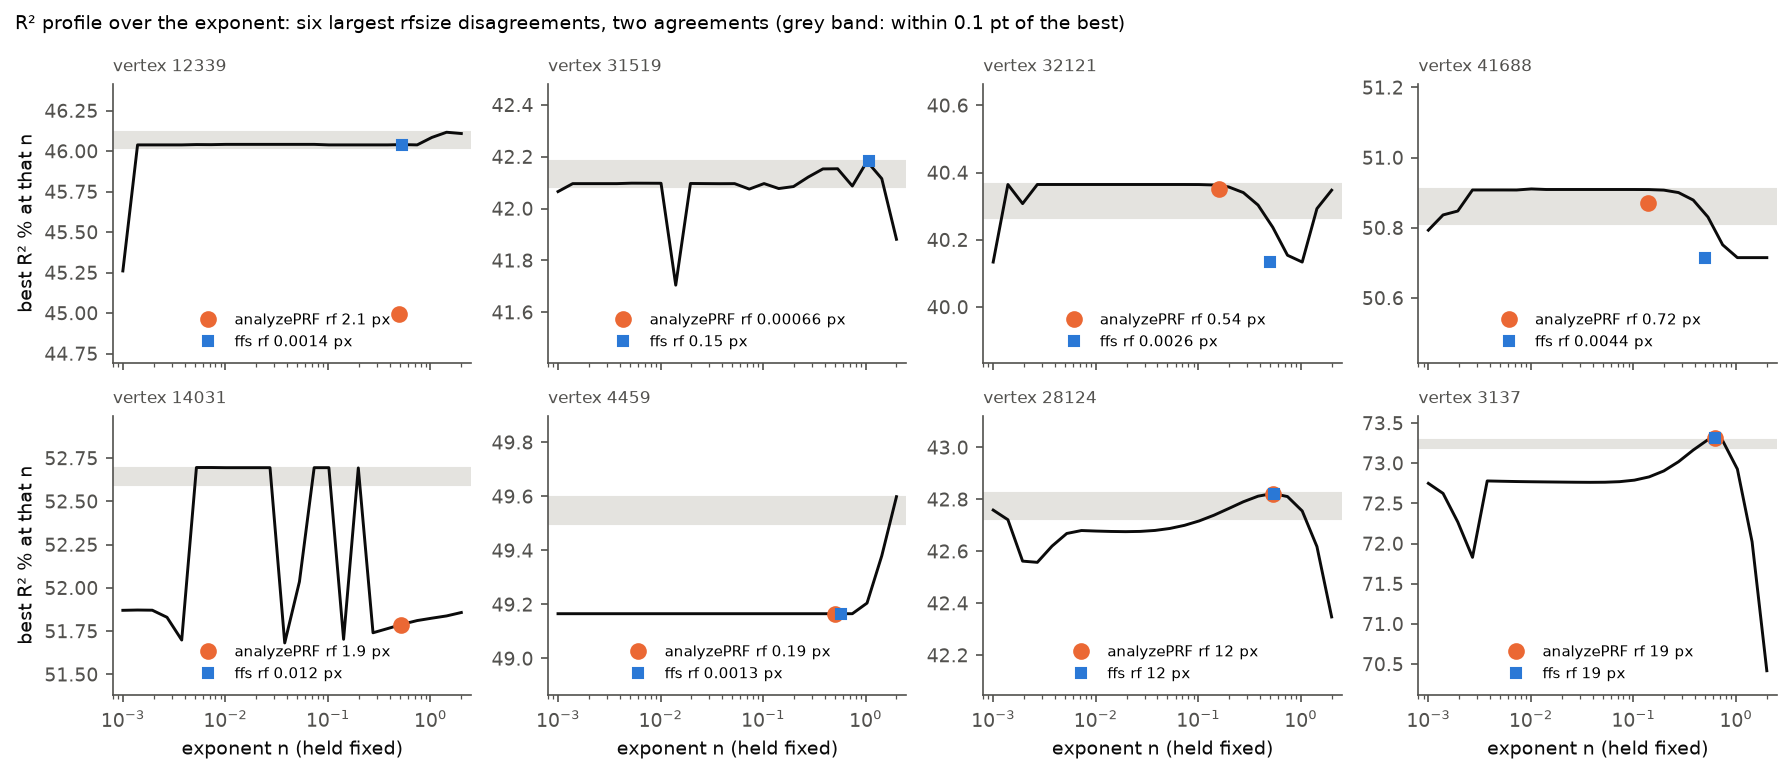 R² profile over the exponent: six largest rfsize disagreements, two agreements (grey band: within 0.1 pt of the best)
vertex 12339
vertex 31519
vertex 32121
vertex 41688
best R² % at that n
46.25
46.00
45.75
45.50
45.25
45.00
44.75
analyzePRF rf 2.1 px
ffs rf 0.0014 px
42.4
42.2
42.0
41.8
41.6
analyzePRF rf 0.00066 px
ffs rf 0.15 px
40.6
40.4
40.2
40.0
analyzePRF rf 0.54 px
ffs rf 0.0026 px
51.2
51.0
50.8
50.6
analyzePRF rf 0.72 px
ffs rf 0.0044 px
vertex 14031
vertex 4459
vertex 28124
vertex 3137
best R² % at that n
52.75
52.50
52.25
52.00
51.75
51.50
analyzePRF rf 1.9 px
ffs rf 0.012 px
10⁻³ 10⁻² 10⁻¹ 10⁰
exponent n (held fixed)
49.8
49.6
49.4
49.2
49.0
analyzePRF rf 0.19 px
ffs rf 0.0013 px
10⁻³ 10⁻² 10⁻¹ 10⁰
exponent n (held fixed)
43.0
42.8
42.6
42.4
42.2
analyzePRF rf 12 px
ffs rf 12 px
10⁻³ 10⁻² 10⁻¹ 10⁰
exponent n (held fixed)
73.5
73.0
72.5
72.0
71.5
71.0
70.5
analyzePRF rf 19 px
ffs rf 19 px
10⁻³ 10⁻² 10⁻¹ 10⁰
exponent n (held fixed)